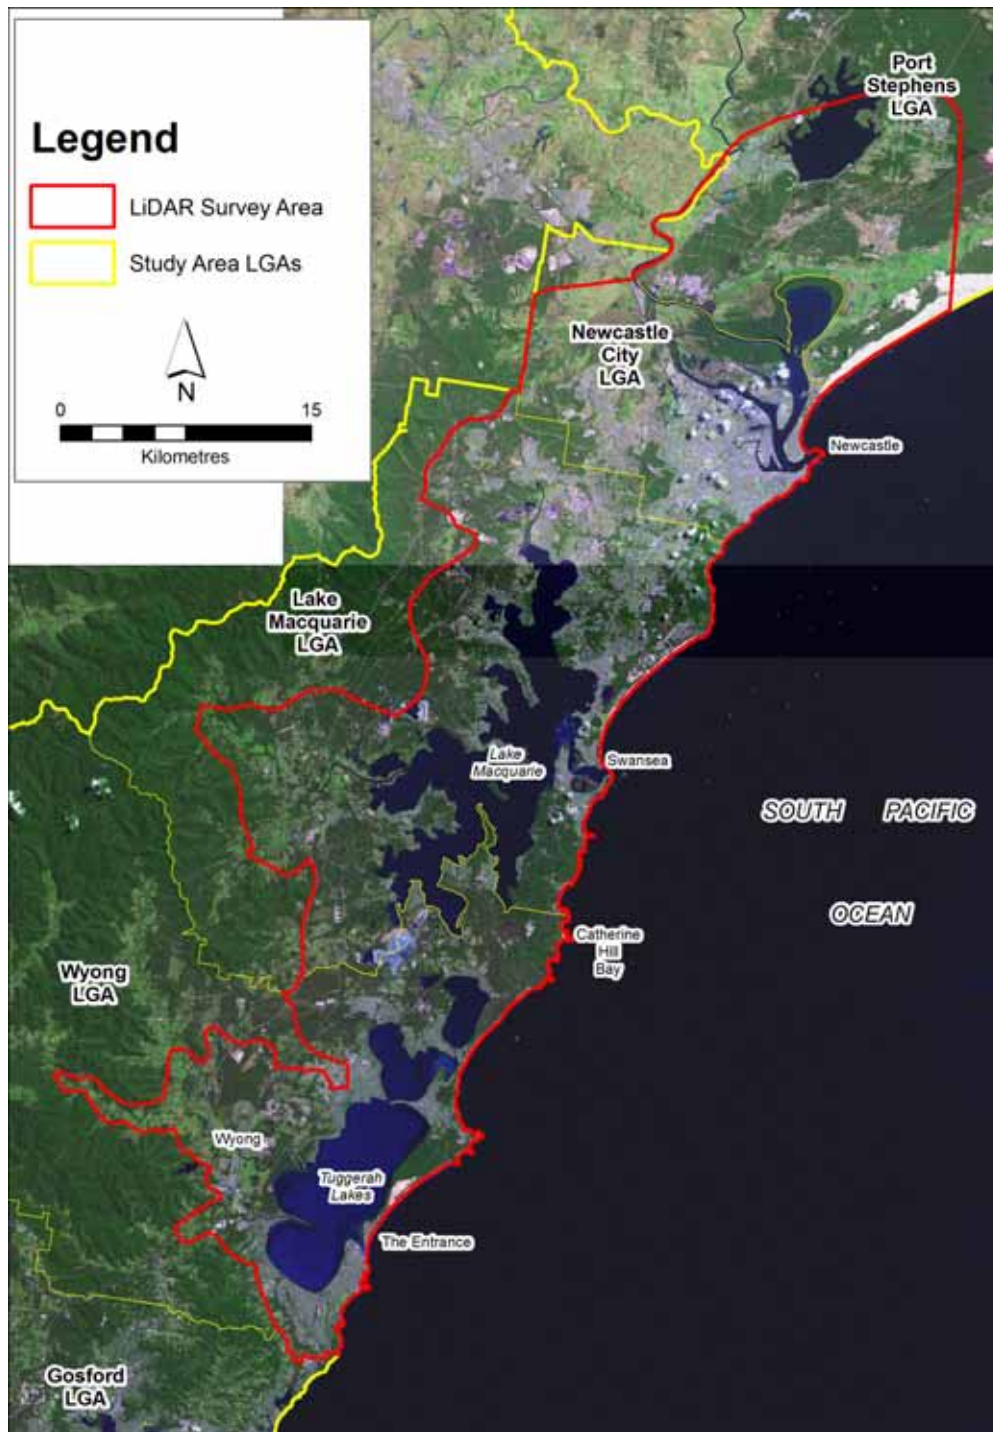 Legend
LiDAR Survey Area
Study Area LGAs
N
0 15
Kilometres
Port
Stephens
LGA
Newcastle
City
LGA
Newcastle
Lake
Macquarie
LGA
Lake
Macquarie
Swansea
SOUTH PACIFIC
OCEAN
Catherine
Hill
Bay
Wyong
LGA
Wyong
Tuggerah
Lakes
The Entrance
Gosford
LGA